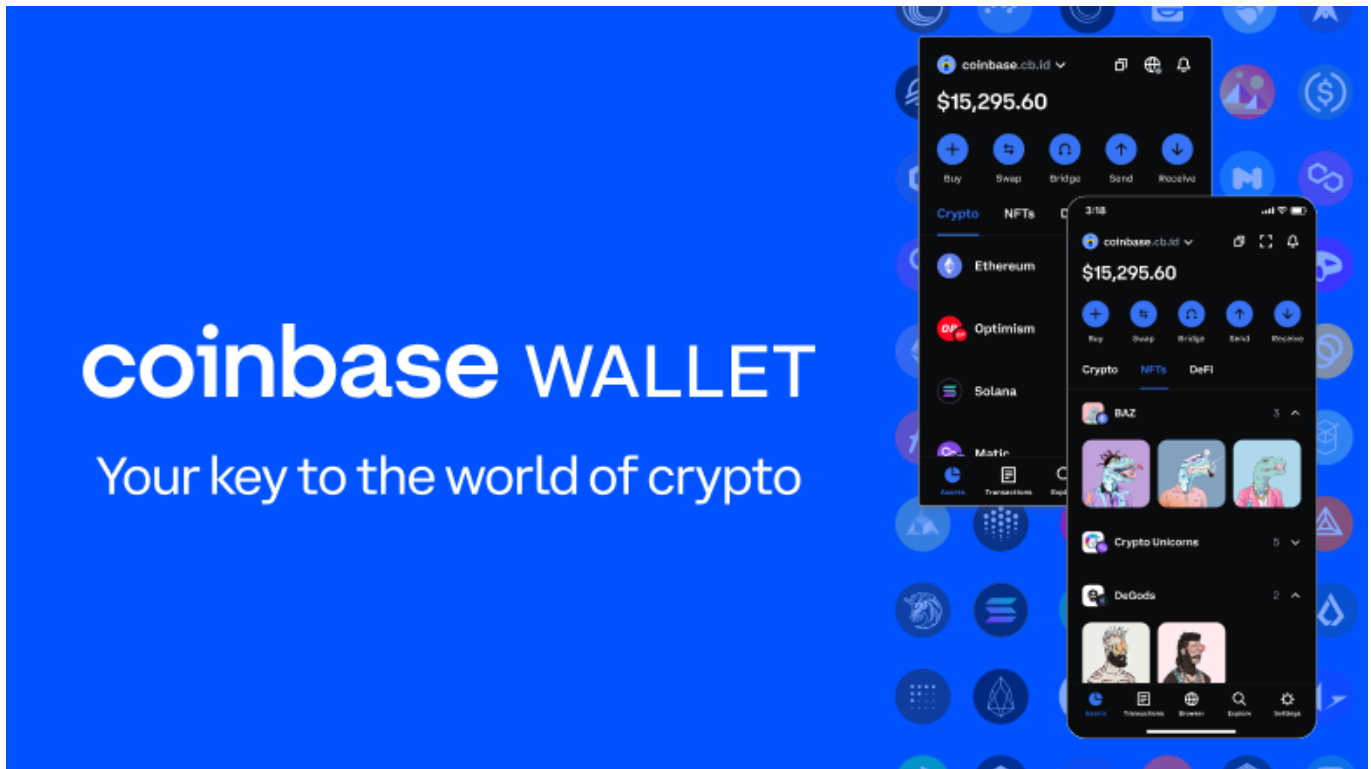 coinbase WALLET
Your key to the world of crypto
coinbase.cb.id
$15,295.60
Buy Swap Bridge Send Receive
Crypto NFTs D
Ethereum
OP
Optimism
Solana
Matic
Assets Transactions
3:18
coinbase.cb.id
$15,295.60
Buy Swap Bridge Send Receive
Crypto NFTs DeFi
BAZ 3
Crypto Unicorns 5
DeGods 2
Assets Transactions Browser Explore Settings